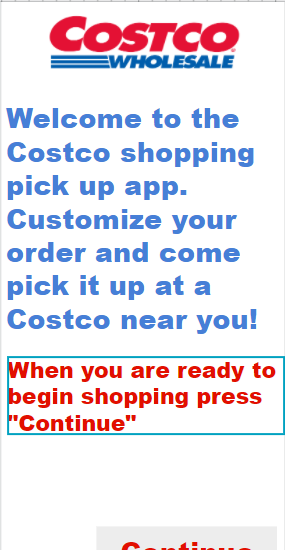 COSTCO
WHOLESALE
Welcome to the
Costco shopping
pick up app.
Customize your
order and come
pick it up at a
Costco near you!
When you are ready to
begin shopping press
"Continue"
Continue